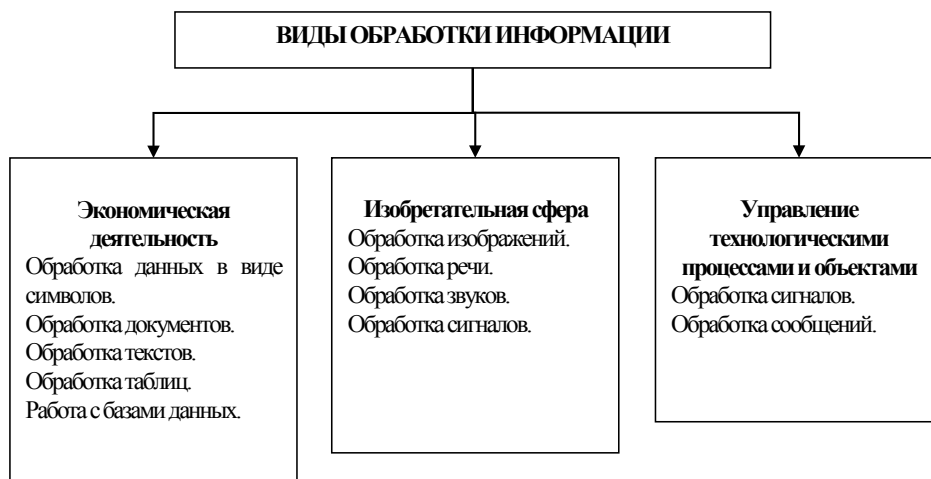 ВИДЫ ОБРАБОТКИ ИНФОРМАЦИИ
Экономическая
деятельность
Обработка данных в виде
символов.
Обработка документов.
Обработка текстов.
Обработка таблиц.
Работа с базами данных.
Изобретательная сфера
Обработка изображений.
Обработка речи.
Обработка звуков.
Обработка сигналов.
Управление
технологическими
процессами и объектами
Обработка сигналов.
Обработка сообщений.